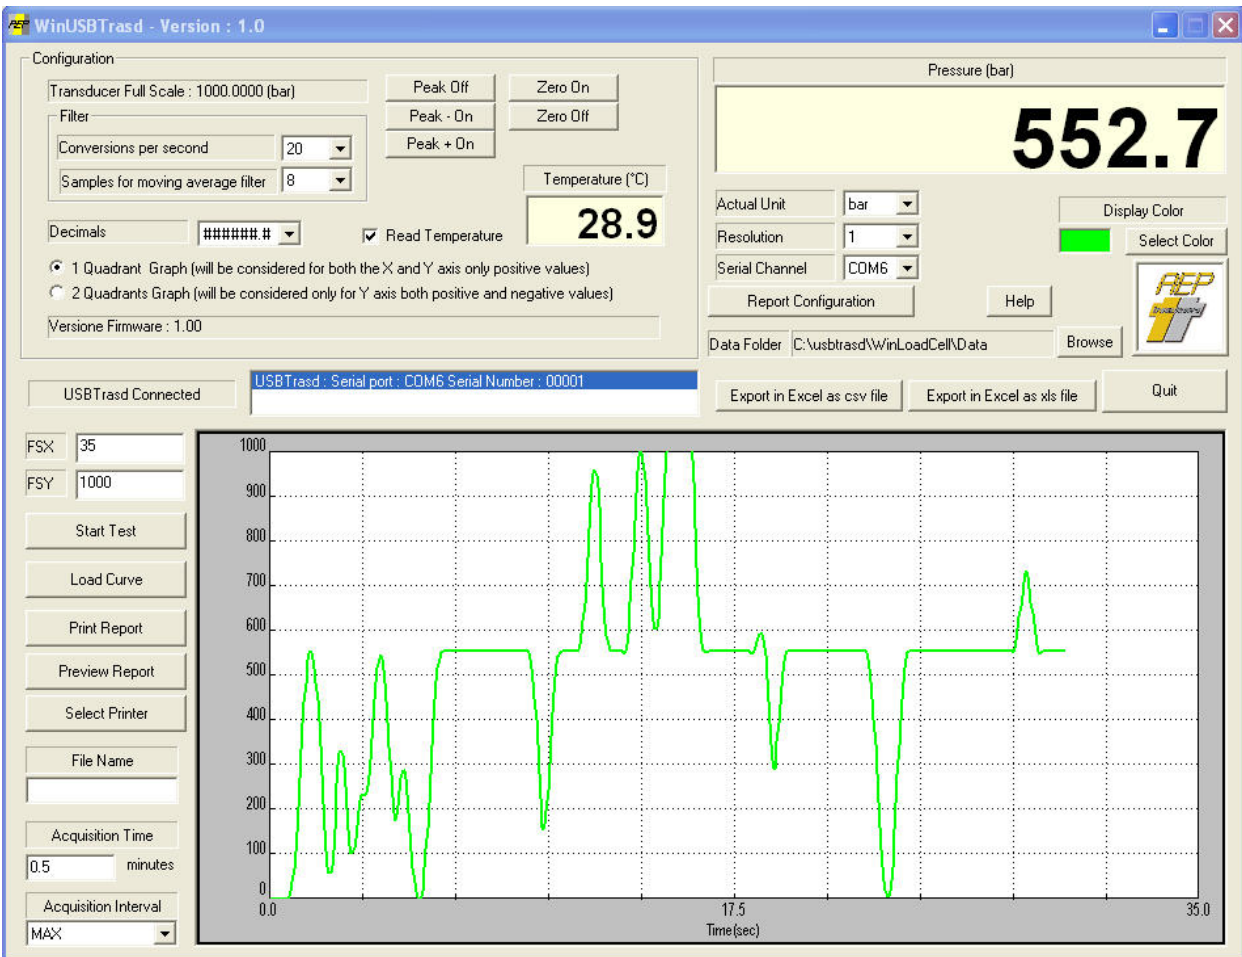 AEP WinUSBTrasd - Version : 1.0
Configuration
Transducer Full Scale : 1000.0000 (bar)
Peak Off
Zero On
Filter
Peak - On
Zero Off
Conversions per second 20
Peak + On
Samples for moving average filter 8
Temperature (°C)
28.9
Decimals ######.#
Read Temperature
1 Quadrant Graph (will be considered for both the X and Y axis only positive values)
2 Quadrants Graph (will be considered only for Y axis both positive and negative values)
Versione Firmware : 1.00
Pressure (bar)
552.7
Actual Unit bar
Display Color
Resolution 1
Select Color
Serial Channel COM6
AEP
Report Configuration
Help
Data Folder C:\usbtrasd\WinLoadCell\Data
Browse
USBTrasd Connected
USBTrasd : Serial port : COM6 Serial Number : 00001
Export in Excel as csv file
Export in Excel as xls file
Quit
FSX 35
FSY 1000
Start Test
Load Curve
Print Report
Preview Report
Select Printer
File Name
Acquisition Time
0.5 minutes
Acquisition Interval
MAX
1000
900
800
700
600
500
400
300
200
100
0
0.0 17.5 35.0
Time(sec)